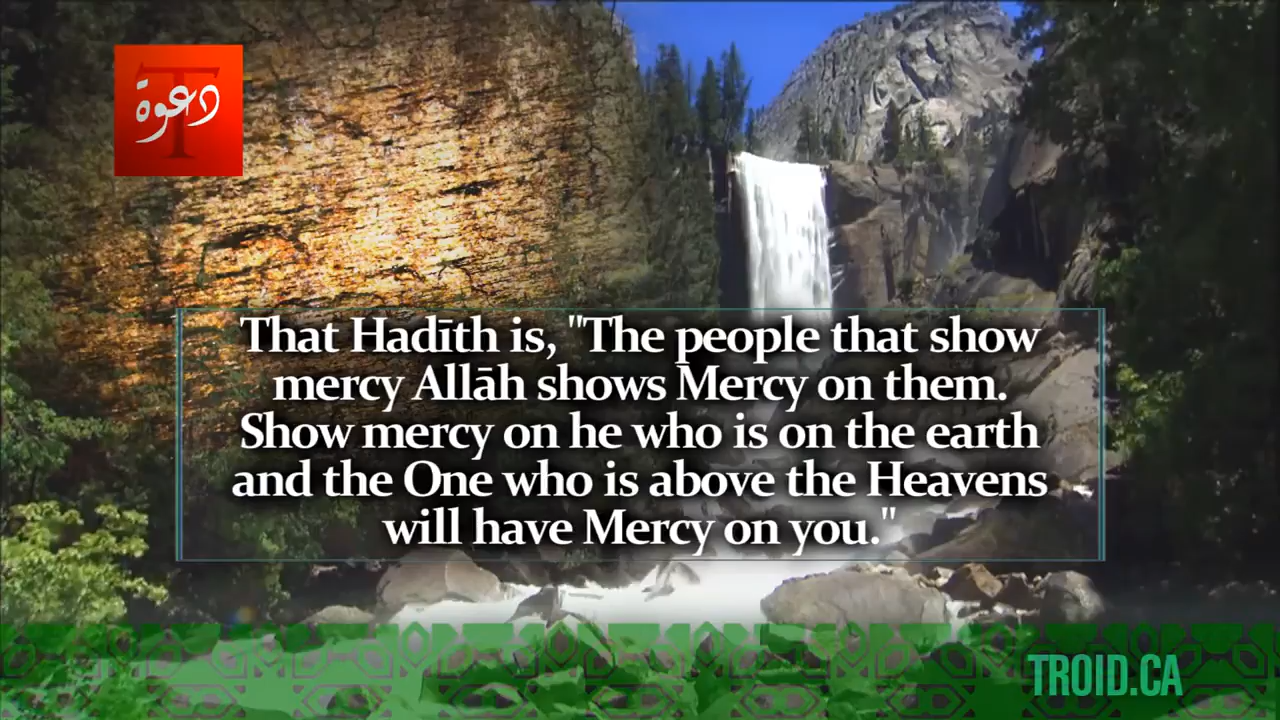 دعوة
T
That Hadīth is, "The people that show
mercy Allāh shows Mercy on them.
Show mercy on he who is on the earth
and the One who is above the Heavens
will have Mercy on you."
TROID.CA